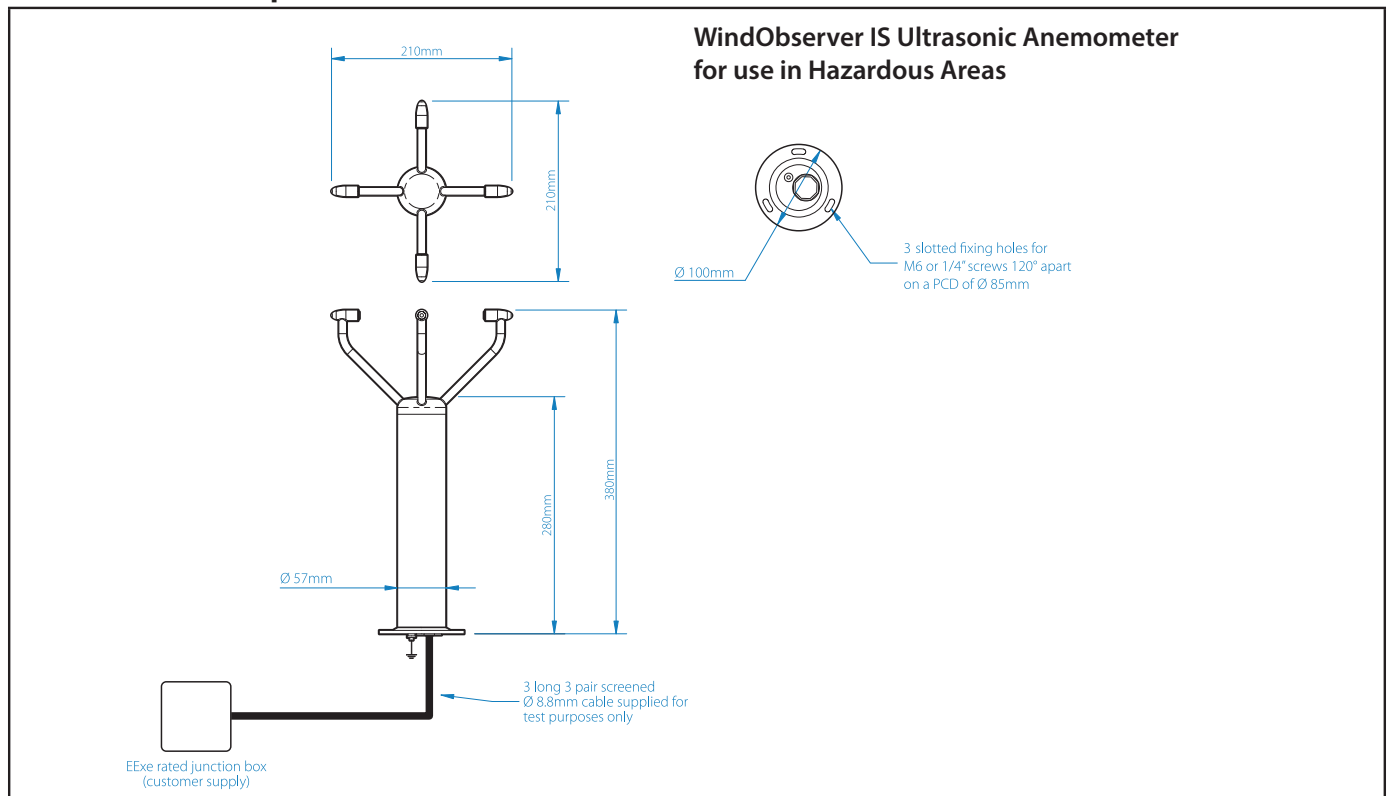 WindObserver IS Ultrasonic Anemometer
for use in Hazardous Areas
210mm
210mm
Ø 100mm
3 slotted fixing holes for
M6 or 1/4" screws 120° apart
on a PCD of Ø 85mm
380mm
280mm
Ø 57mm
3 long 3 pair screened
Ø 8.8mm cable supplied for
test purposes only
EExe rated junction box
(customer supply)